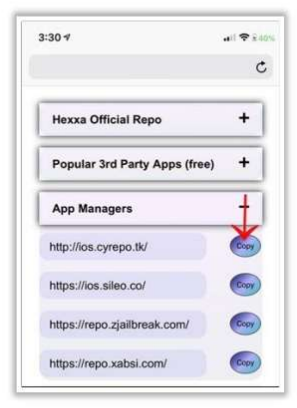 3:30
40%
Hexxa Official Repo +
Popular 3rd Party Apps (free) +
App Managers -
http://ios.cyrepo.tk/ Copy
https://ios.sileo.co/ Copy
https://repo.zjailbreak.com/ Copy
https://repo.xabsi.com/ Copy